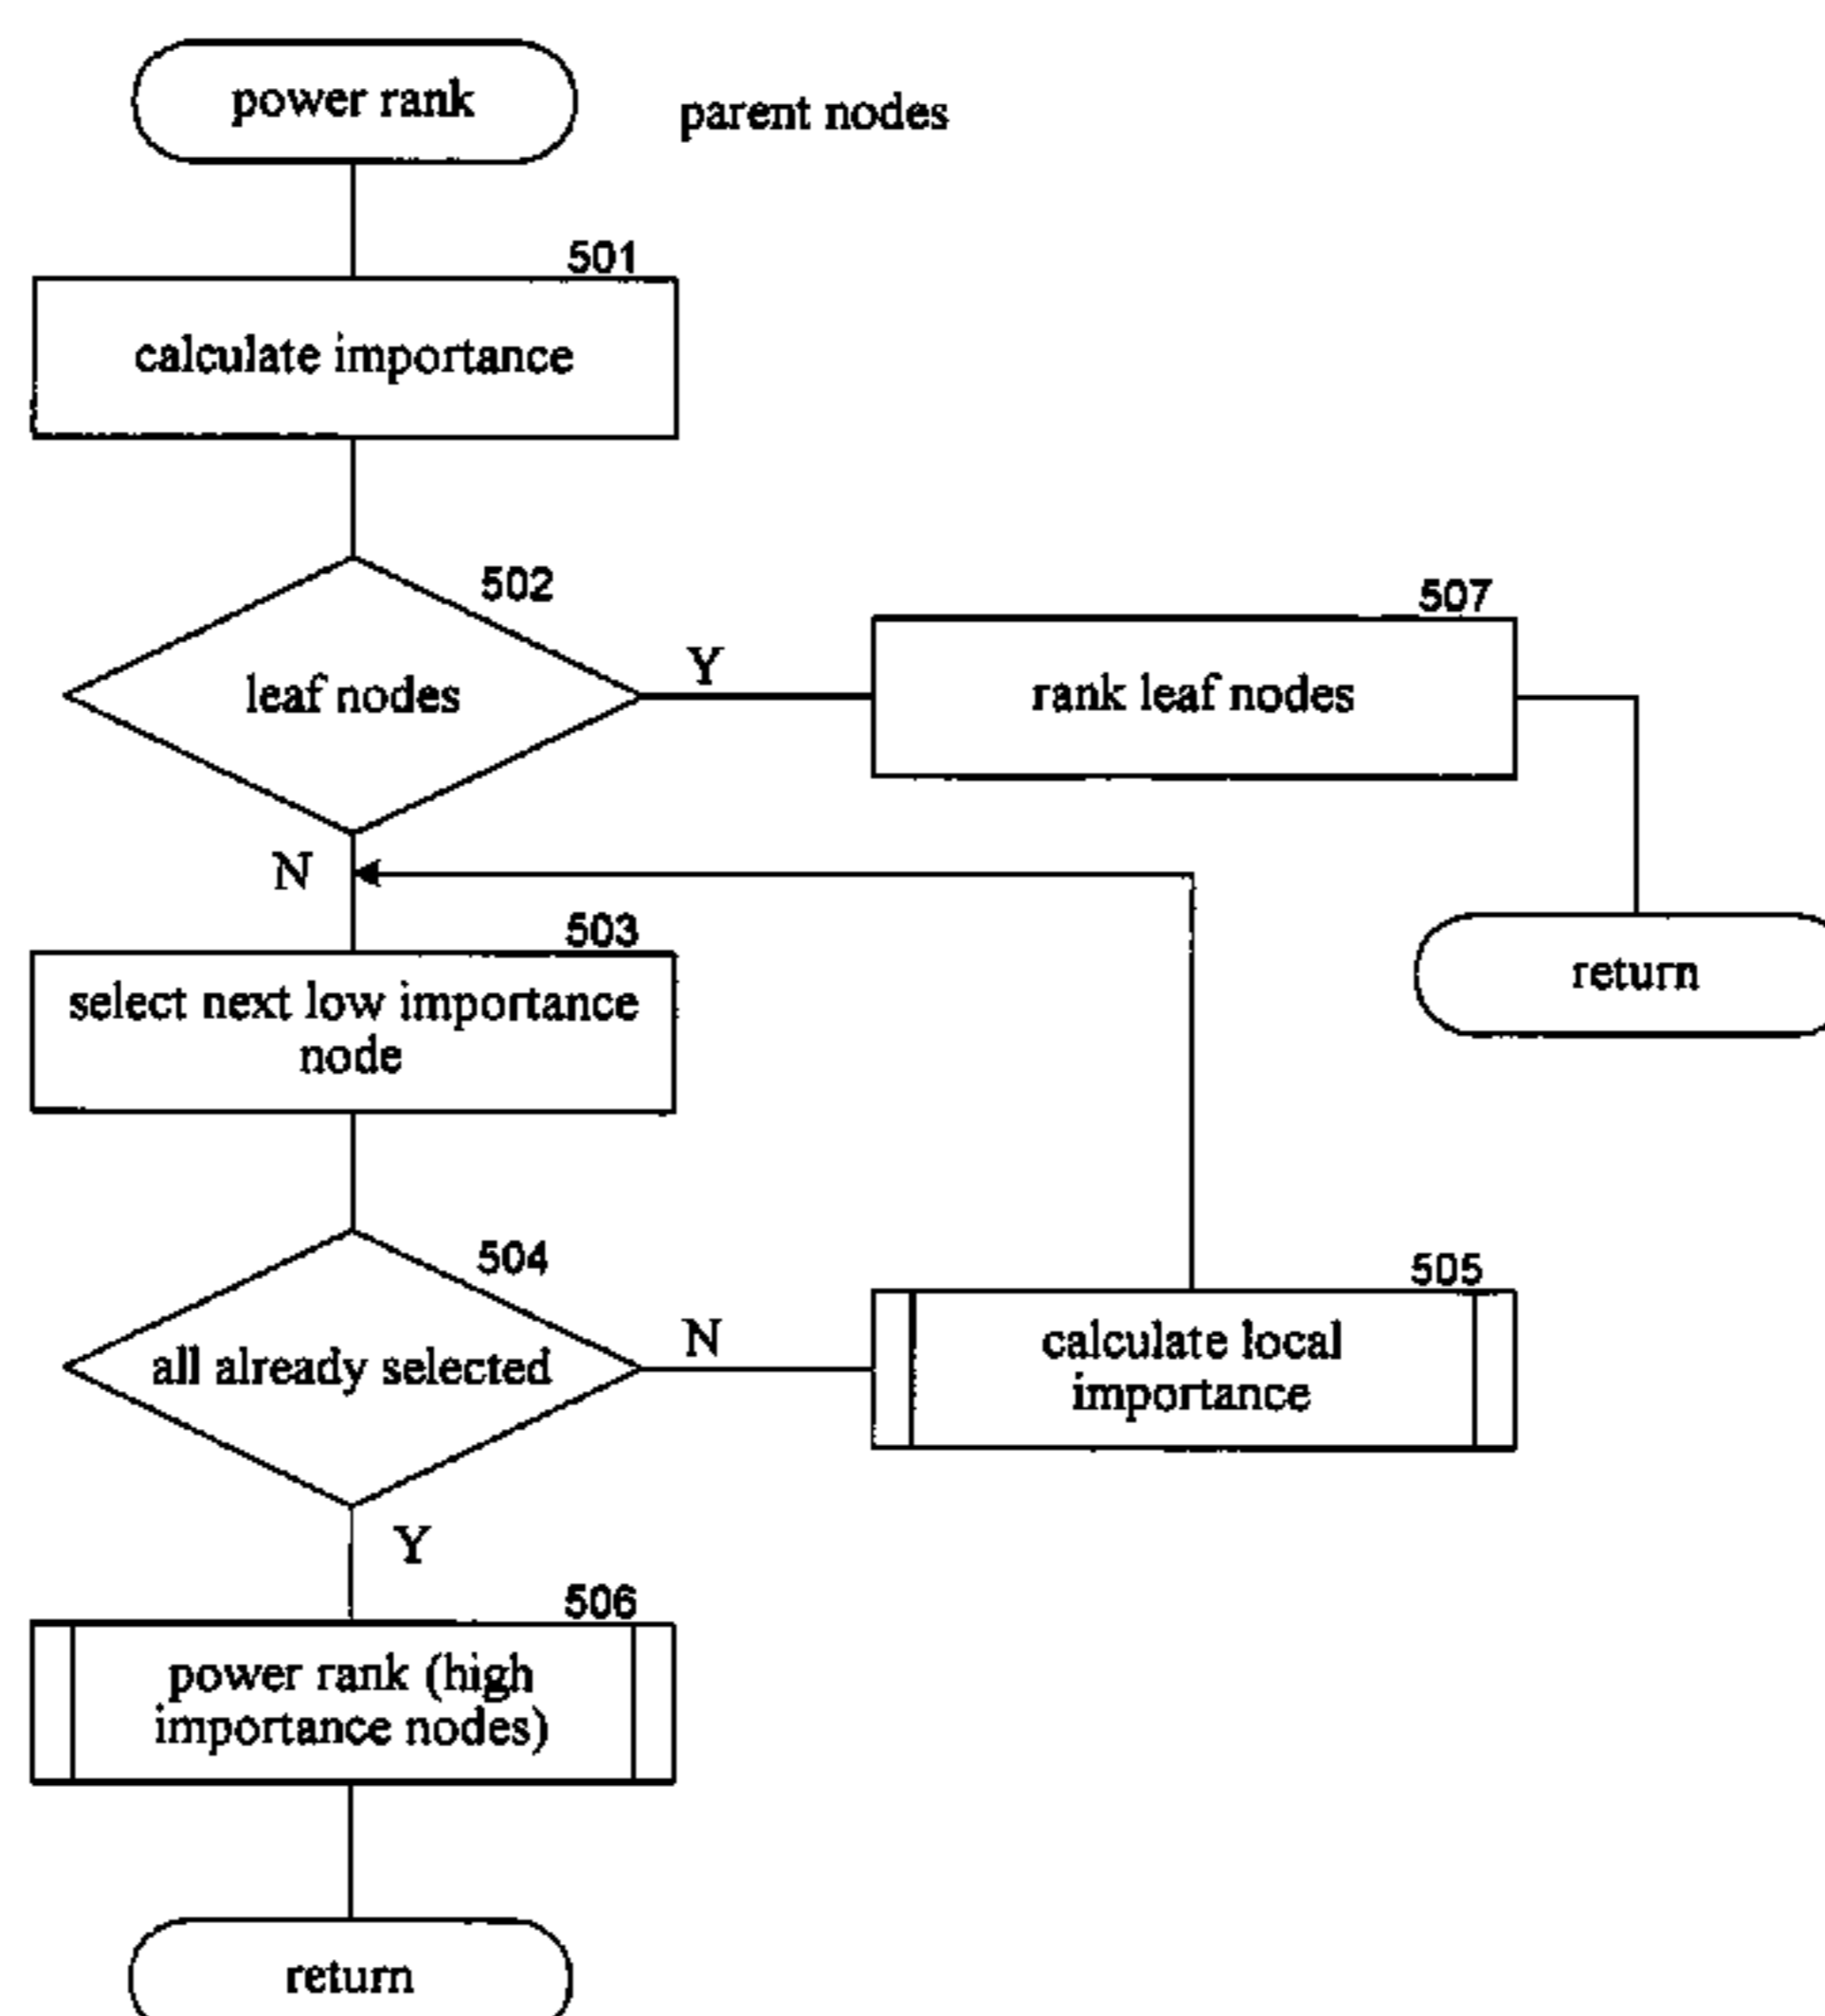 power rank
parent nodes
501
calculate importance
502
leaf nodes
Y
507
rank leaf nodes
N
return
503
select next low importance
node
504
all already selected
N
505
calculate local
importance
Y
506
power rank (high
importance nodes)
return